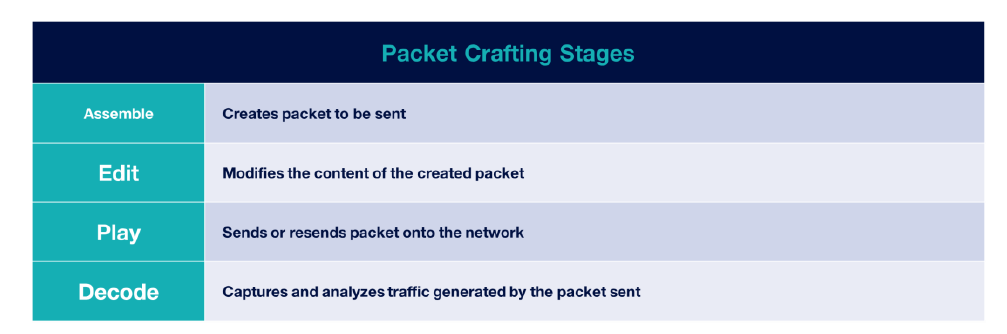 Packet Crafting Stages
Assemble
Creates packet to be sent
Edit
Modifies the content of the created packet
Play
Sends or resends packet onto the network
Decode
Captures and analyzes traffic generated by the packet sent